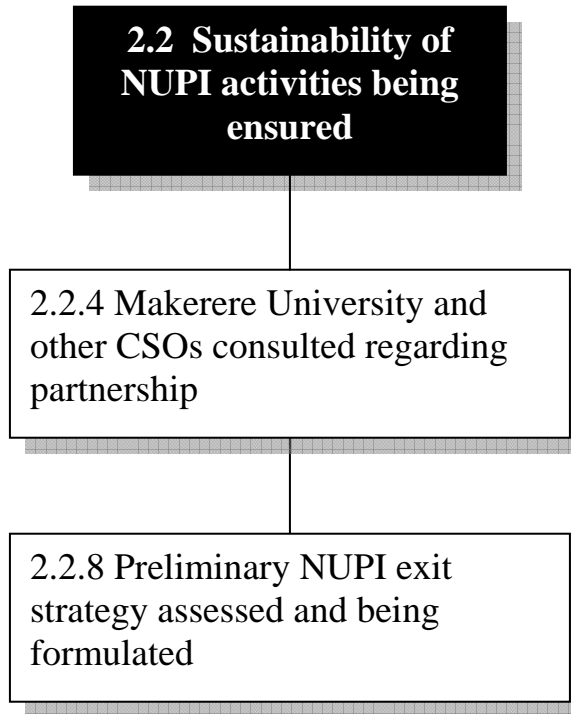 2.2 Sustainability of
NUPI activities being
ensured
2.2.4 Makerere University and
other CSOs consulted regarding
partnership
2.2.8 Preliminary NUPI exit
strategy assessed and being
formulated